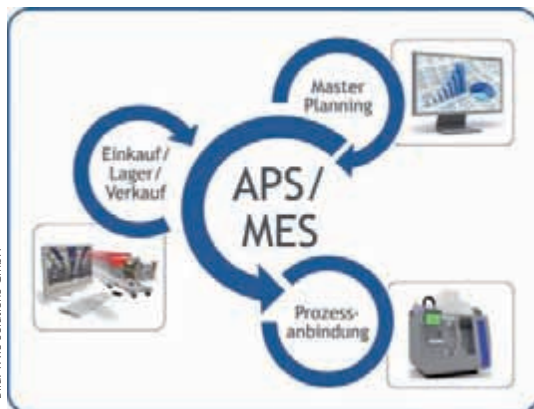 Master
Planning
Einkauf/
Lager/
Verkauf
APS/
MES
Prozess-
anbindung